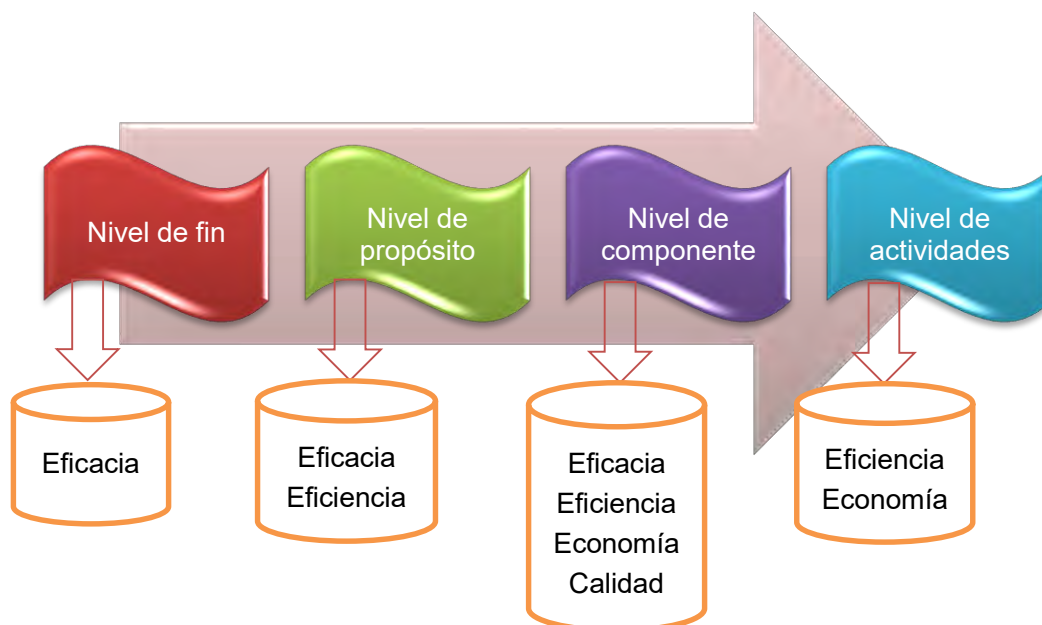 Nivel de fin
Nivel de
propósito
Nivel de
componente
Nivel de
actividades
Eficacia
Eficacia
Eficiencia
Eficacia
Eficiencia
Economía
Calidad
Eficiencia
Economía